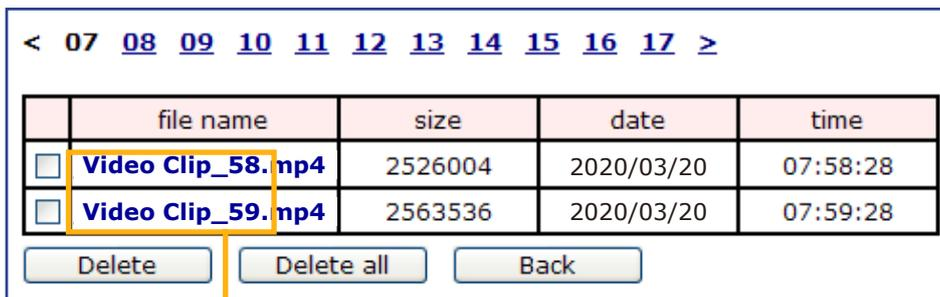 < 07 08 09 10 11 12 13 14 15 16 17 >
file name size date time
Video Clip_58.mp4 2526004 2020/03/20 07:58:28
Video Clip_59.mp4 2563536 2020/03/20 07:59:28
Delete Delete all Back